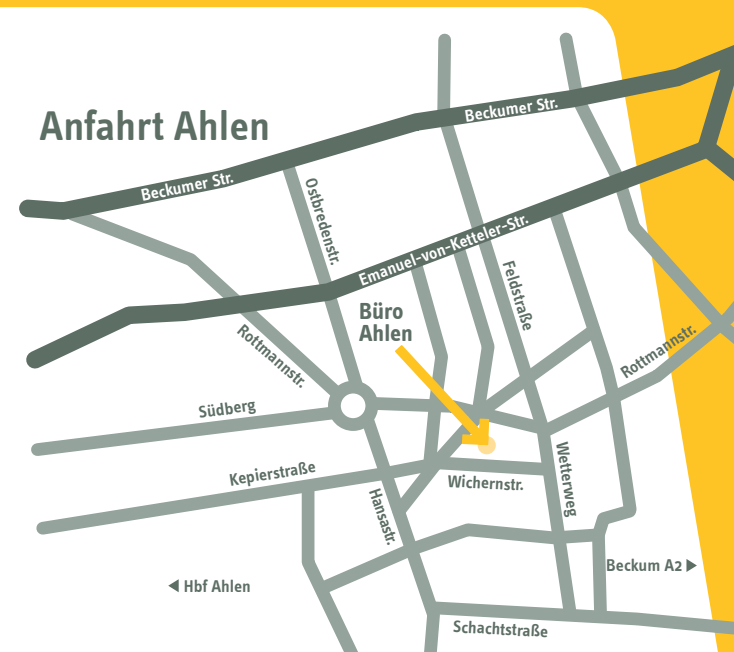 Anfahrt Ahlen
Beckumer Str.
Beckumer Str.
Ostbredenstr.
Emanuel-von-Ketteler-Str.
Feldstraße
Büro
Ahlen
Rottmannstr.
Rottmannstr.
Südberg
Kepierstraße
Wichernstr.
Wetterweg
Hansastr.
Beckum A2
Hbf Ahlen
Schachtstraße